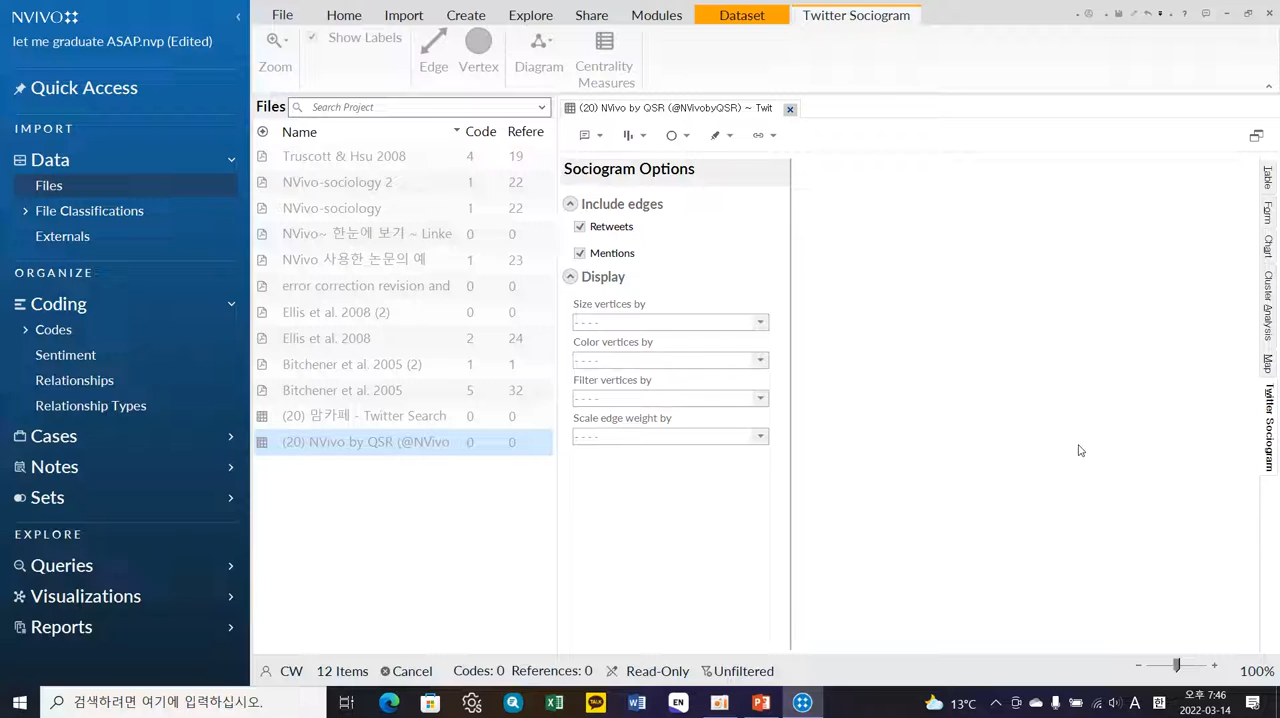 NVIVO
File Home Import Create Explore Share Modules Dataset Twitter Sociogram
let me graduate ASAP.nvp (Edited)
Zoom
Show Labels
Edge
Vertex
Diagram
Centrality
Measures
Quick Access
IMPORT
Data
Files
File Classifications
Externals
ORGANIZE
Coding
Codes
Sentiment
Relationships
Relationship Types
Cases
Notes
Sets
EXPLORE
Queries
Visualizations
Reports
Files
Search Project
Name Code Refere
Truscott & Hsu 2008 4 19
NVivo-sociology 2 1 22
NVivo-sociology 1 22
NVivo~ 한눈에 보기 ~ Linke 0 0
NVivo 사용한 논문의 예 1 23
error correction revision and 0 0
Ellis et al. 2008 (2) 0 0
Ellis et al. 2008 2 24
Bitchener et al. 2005 (2) 1 1
Bitchener et al. 2005 5 32
(20) 맘카페 - Twitter Search 0 0
(20) NVivo by QSR (@NVivo 0 0
(20) NVivo by QSR (@NVivobyQSR) ~ Twit
Sociogram Options
Include edges
Retweets
Mentions
Display
Size vertices by
- - - -
Color vertices by
- - - -
Filter vertices by
- - - -
Scale edge weight by
- - - -
Table
Form
Chart
Cluster Analysis
Map
Twitter Sociogram
CW 12 Items Cancel Codes: 0 References: 0 Read-Only Unfiltered
100%
검색하려면 여기에 입력하십시오.
TALK
EN
13°C
A
한
오후 7:46
2022-03-14